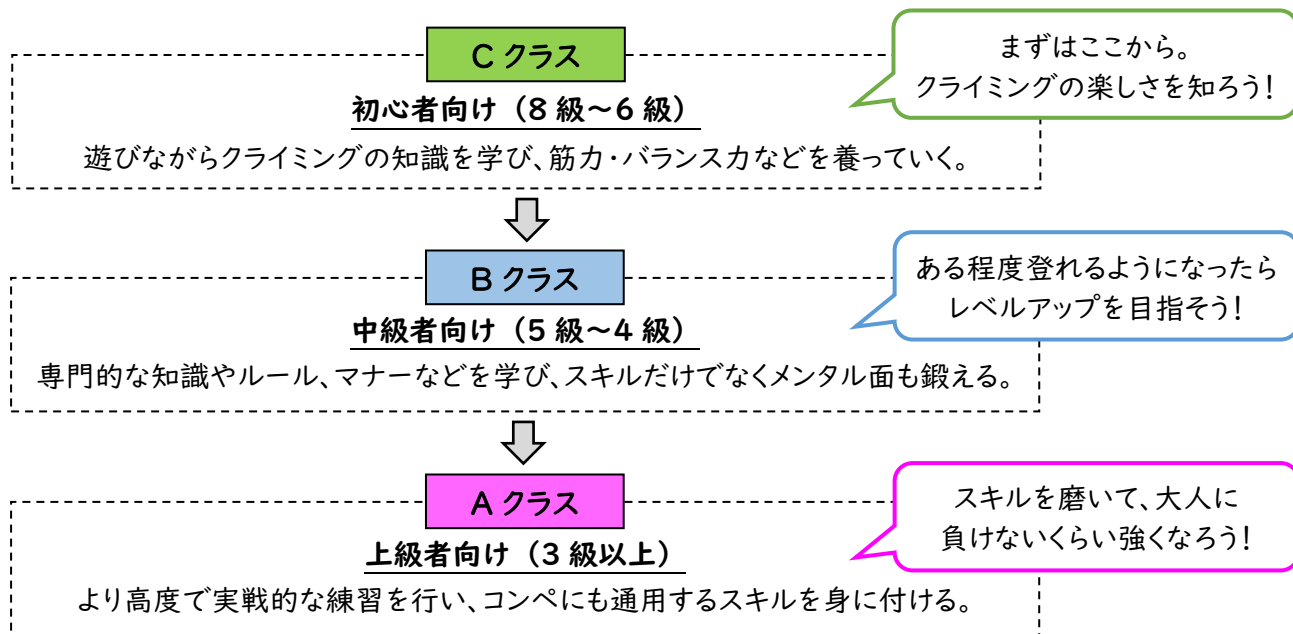 C クラス
まずはここから。
クライミングの楽しさを知ろう！
初心者向け（8 級～6 級）
遊びながらクライミングの知識を学び、筋力・バランス力などを養っていく。
B クラス
ある程度登れるようになったら
レベルアップを目指そう！
中級者向け（5 級～4 級）
専門的な知識やルール、マナーなどを学び、スキルだけでなくメンタル面も鍛える。
A クラス
スキルを磨いて、大人に
負けないくらい強くなろう！
上級者向け（3 級以上）
より高度で実戦的な練習を行い、コンペにも通用するスキルを身に付ける。